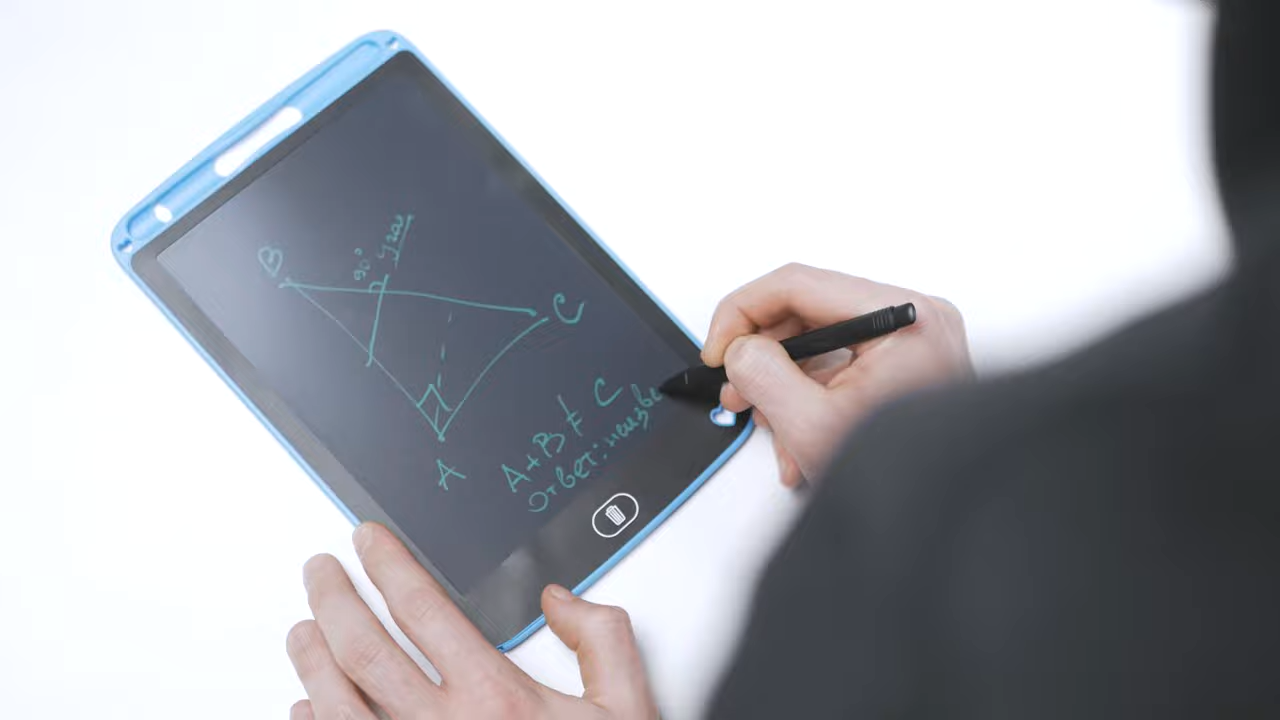 B
90° угол
C
A
A+B≠C
ответ: неизве